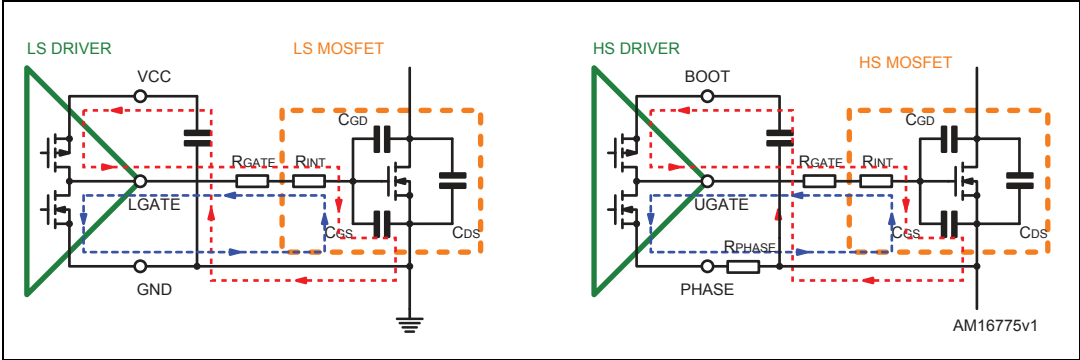 LS DRIVER
LS MOSFET
VCC
CGD
RGATE
RINT
LGATE
CGS
CDS
GND
HS DRIVER
HS MOSFET
BOOT
CGD
RGATE
RINT
UGATE
CGS
CDS
RPHASE
PHASE
AM16775v1